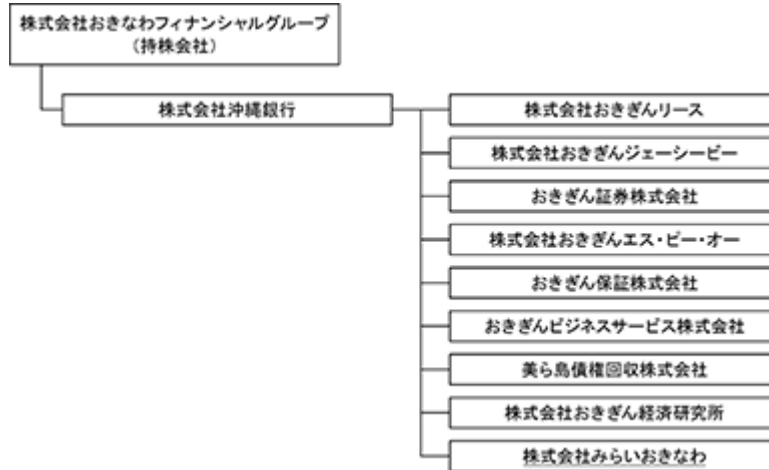 株式会社おきなわフィナンシャルグループ
(持株会社)
株式会社沖縄銀行
株式会社おきぎんリース
株式会社おきぎんジェーシービー
おきぎん証券株式会社
株式会社おきぎんエス・ピー・オー
おきぎん保証株式会社
おきぎんビジネスサービス株式会社
美ら島債権回収株式会社
株式会社おきぎん経済研究所
株式会社みらいおきなわ